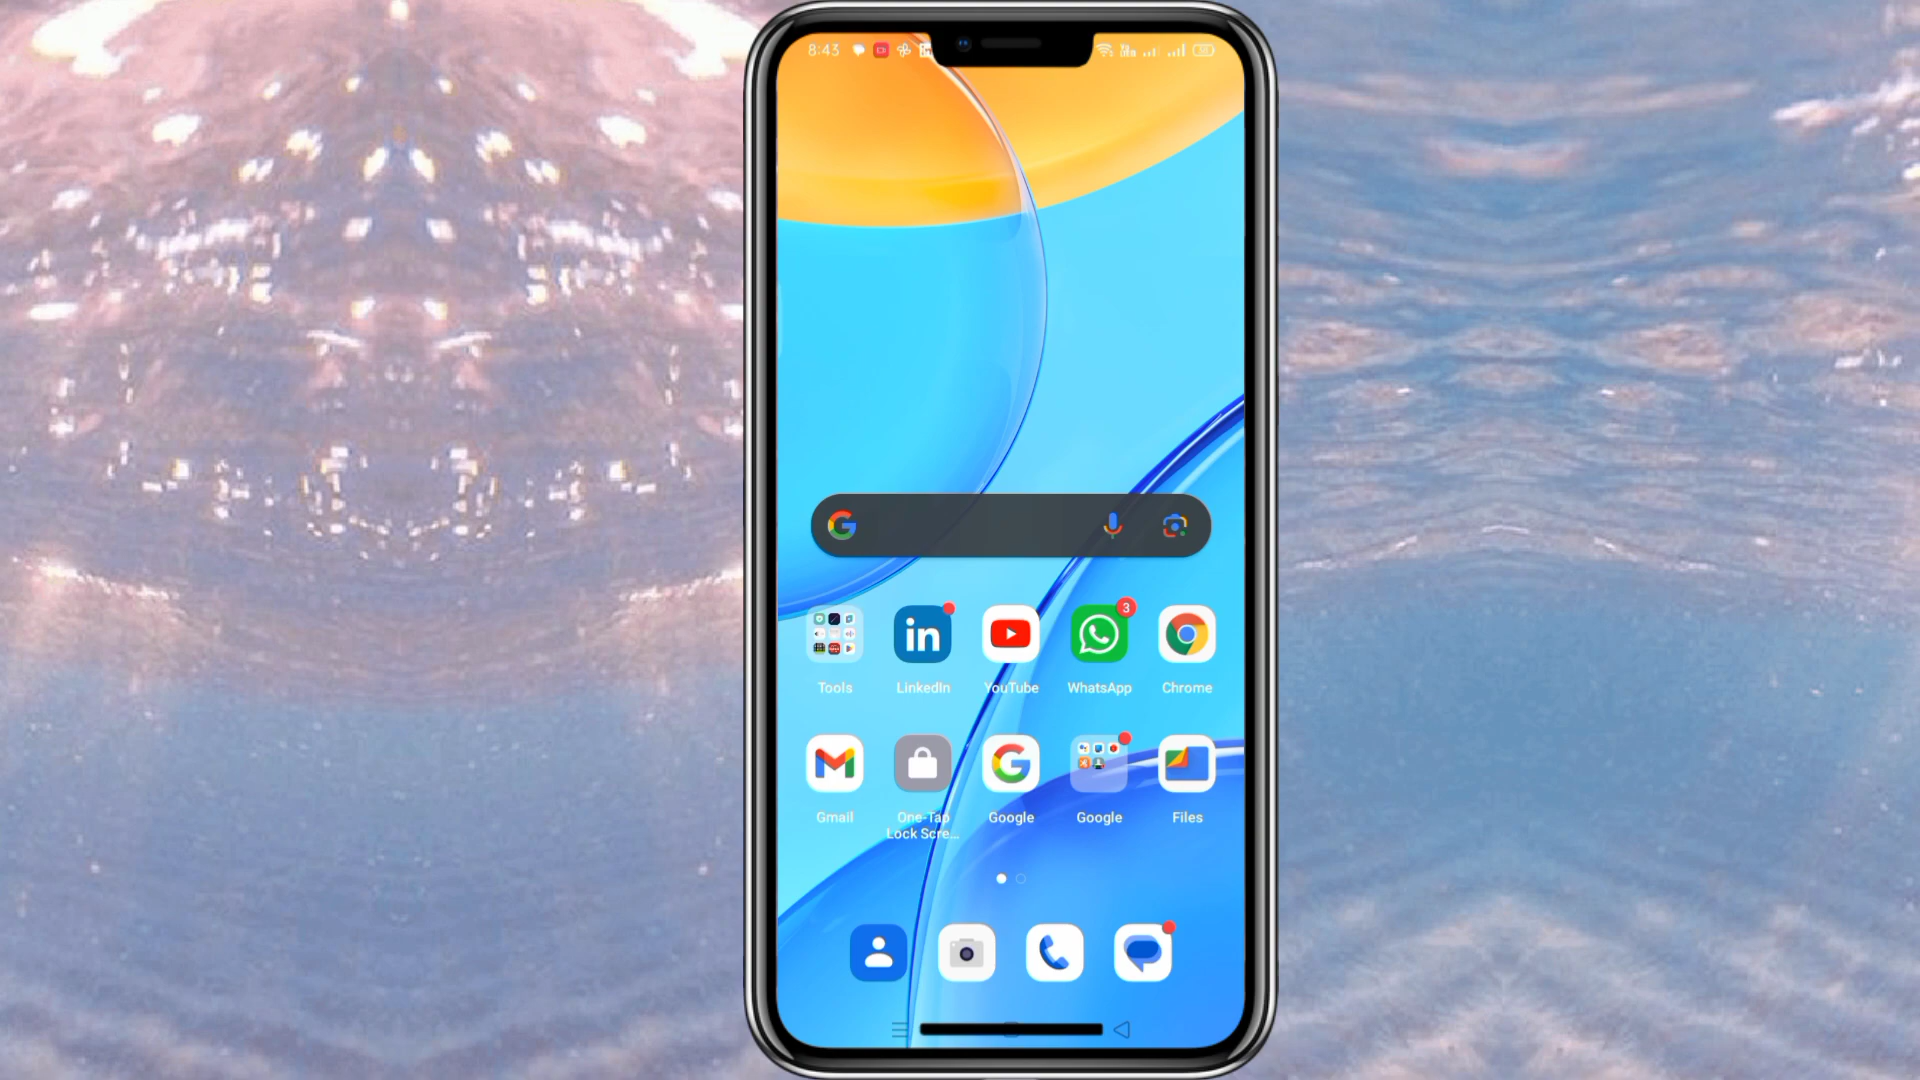 8:43
3
Tools
LinkedIn
YouTube
WhatsApp
Chrome
Gmail
One-Tap
Lock Scre...
Google
Google
Files